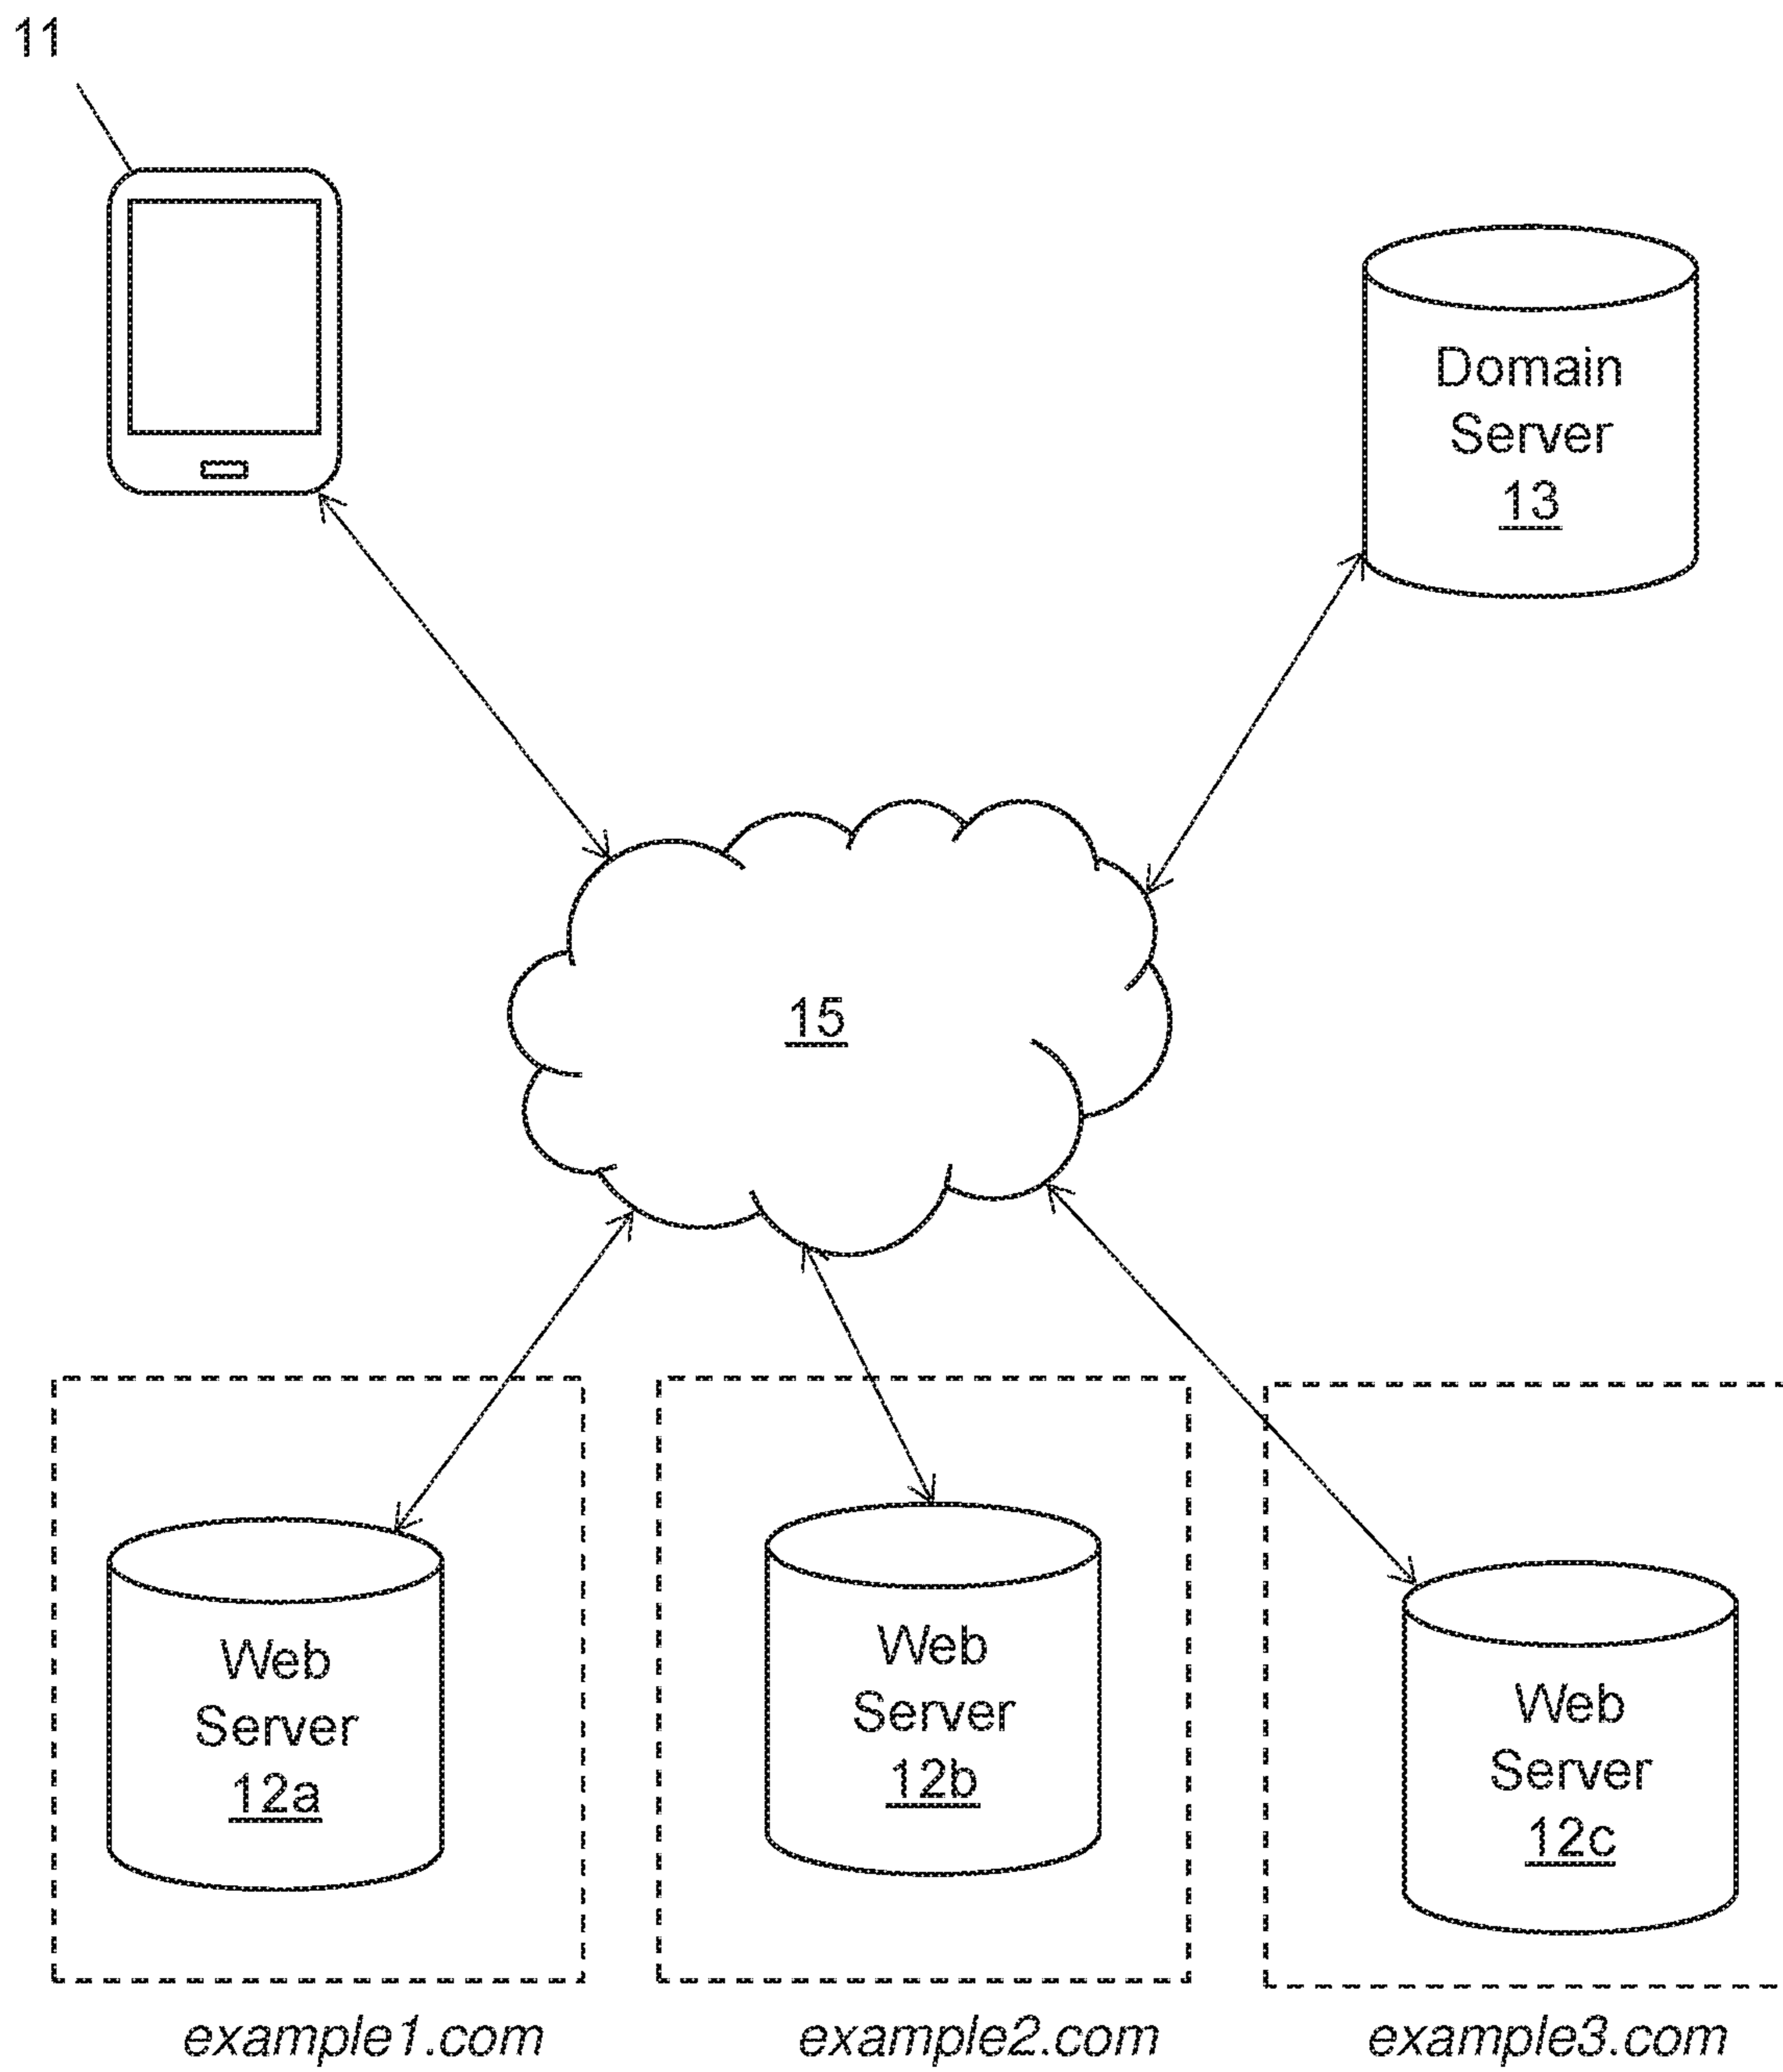 11
Domain
Server
13
15
Web
Server
12a
Web
Server
12b
Web
Server
12c
example1.com
example2.com
example3.com